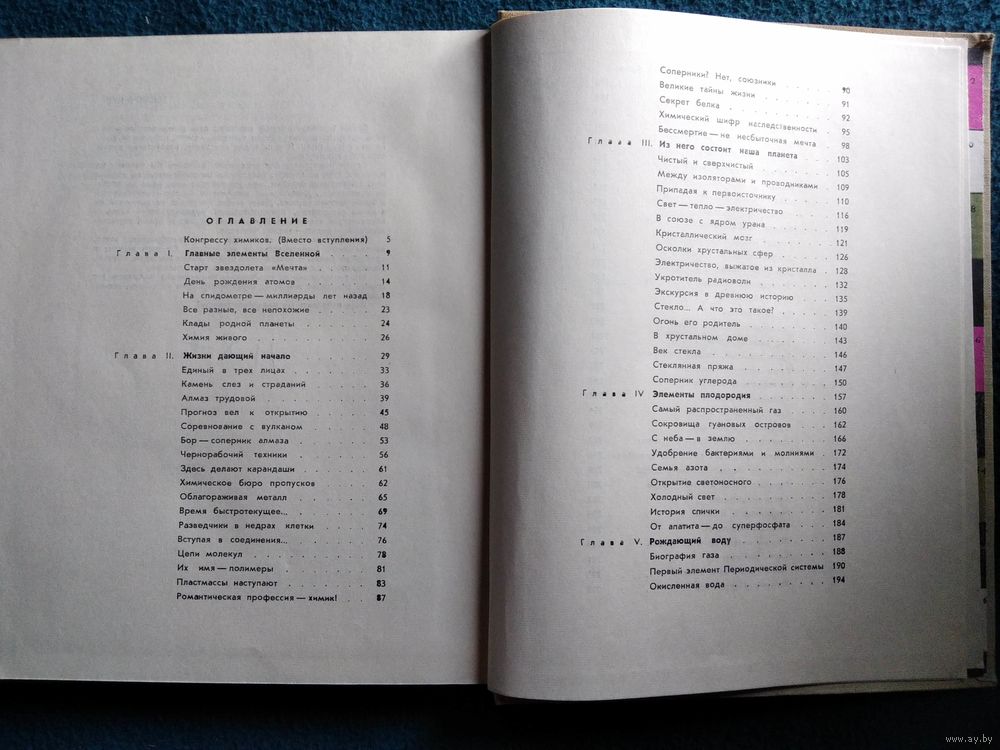 ОГЛАВЛЕНИЕ
Конгрессу химиков. (Вместо вступления) 5
Глава I. Главные элементы Вселенной . . . . . 9
Старт звездолета «Мечта» . . . . . 11
День рождения атомов . . . . . 14
На спидометре — миллиарды лет назад 18
Все разные, все непохожие . . . . 23
Клады родной планеты . . . . . 24
Химия живого . . . . . . . . 26
Глава II. Жизни дающий начало . . . . . 29
Единый в трех лицах . . . . . . 33
Камень слез и страданий . . . . . 36
Алмаз трудовой . . . . . . . 39
Прогноз вел к открытию . . . . 45
Соревнование с вулканом . . . . 48
Бор — соперник алмаза . . . . . 53
Чернорабочий техники . . . . . 56
Здесь делают карандаши . . . . . 61
Химическое бюро пропусков . . . . 62
Облагораживая металл . . . . . 65
Время быстротекущее... . . . . . 69
Разведчики в недрах клетки . . . . 74
Вступая в соединения... . . . . . 76
Цепи молекул . . . . . . . . 78
Их имя — полимеры . . . . . . 81
Пластмассы наступают . . . . . 83
Романтическая профессия — химик! . . 87
Соперники? Нет, союзники . . . . 90
Великие тайны жизни . . . . . . 91
Секрет белка . . . . . . . . 92
Химический шифр наследственности . 95
Бессмертие — не несбыточная мечта . 98
Глава III. Из него состоит наша планета . . 103
Чистый и сверхчистый . . . . . 105
Между изоляторами и проводниками . 109
Припадая к первоисточнику . . . . 110
Свет — тепло — электричество . . . 116
В союзе с ядром урана . . . . . 119
Кристаллический мозг . . . . . 121
Осколки хрустальных сфер . . . . 126
Электричество, выжатое из кристалла . 128
Укротитель радиоволн . . . . . 132
Экскурсия в древнюю историю . . . 135
Стекло... А что это такое? . . . . 139
Огонь его родитель . . . . . . 140
В хрустальном доме . . . . . . 143
Век стекла . . . . . . . . . 146
Стеклянная пряжа . . . . . . . 147
Соперник углерода . . . . . . 150
Глава IV Элементы плодородия . . . . . 157
Самый распространенный газ . . . 160
Сокровища гуановых островов . . . 162
С неба — в землю . . . . . . . 166
Удобрение бактериями и молниями . 172
Семья азота . . . . . . . . 174
Открытие светоносного . . . . . 176
Холодный свет . . . . . . . 178
История спички . . . . . . . 181
От апатита — до суперфосфата . . . 184
Глава V. Рождающий воду . . . . . . 187
Биография газа . . . . . . . 188
Первый элемент Периодической системы 190
Окисленная вода . . . . . . . 194
www.ay.by